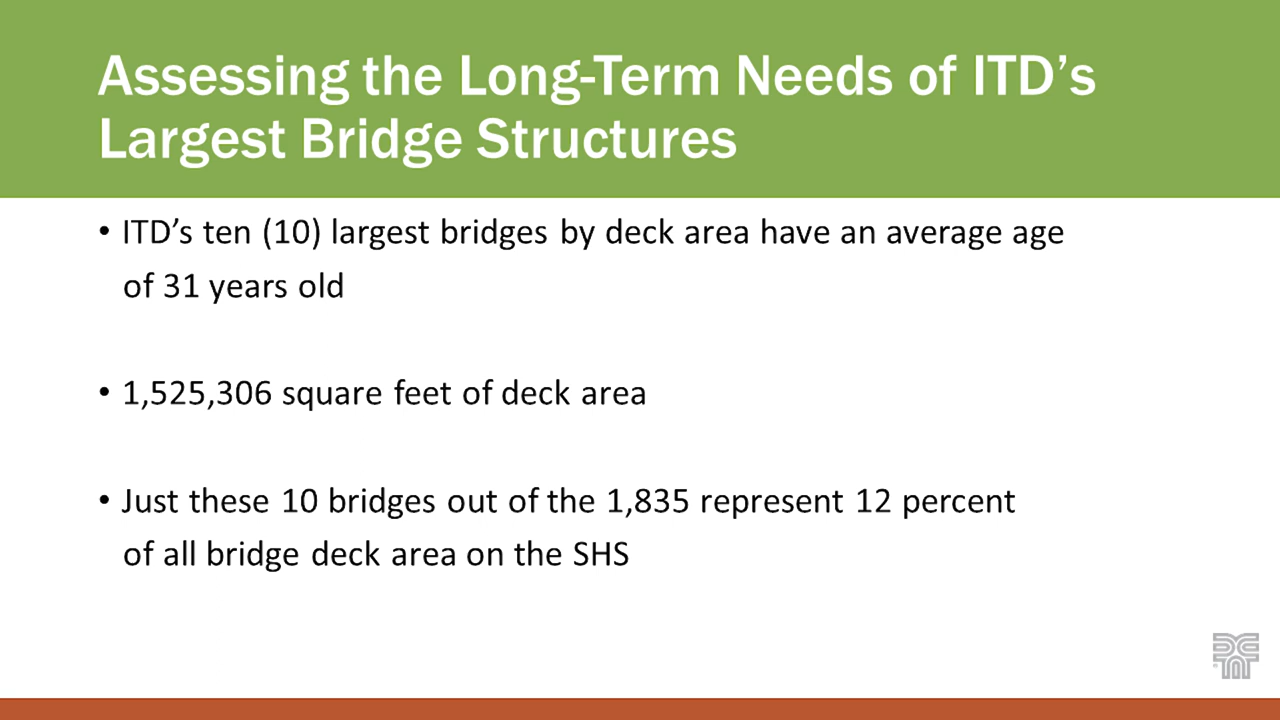 Assessing the Long-Term Needs of ITD’s
Largest Bridge Structures
• ITD’s ten (10) largest bridges by deck area have an average age
of 31 years old
• 1,525,306 square feet of deck area
• Just these 10 bridges out of the 1,835 represent 12 percent
of all bridge deck area on the SHS